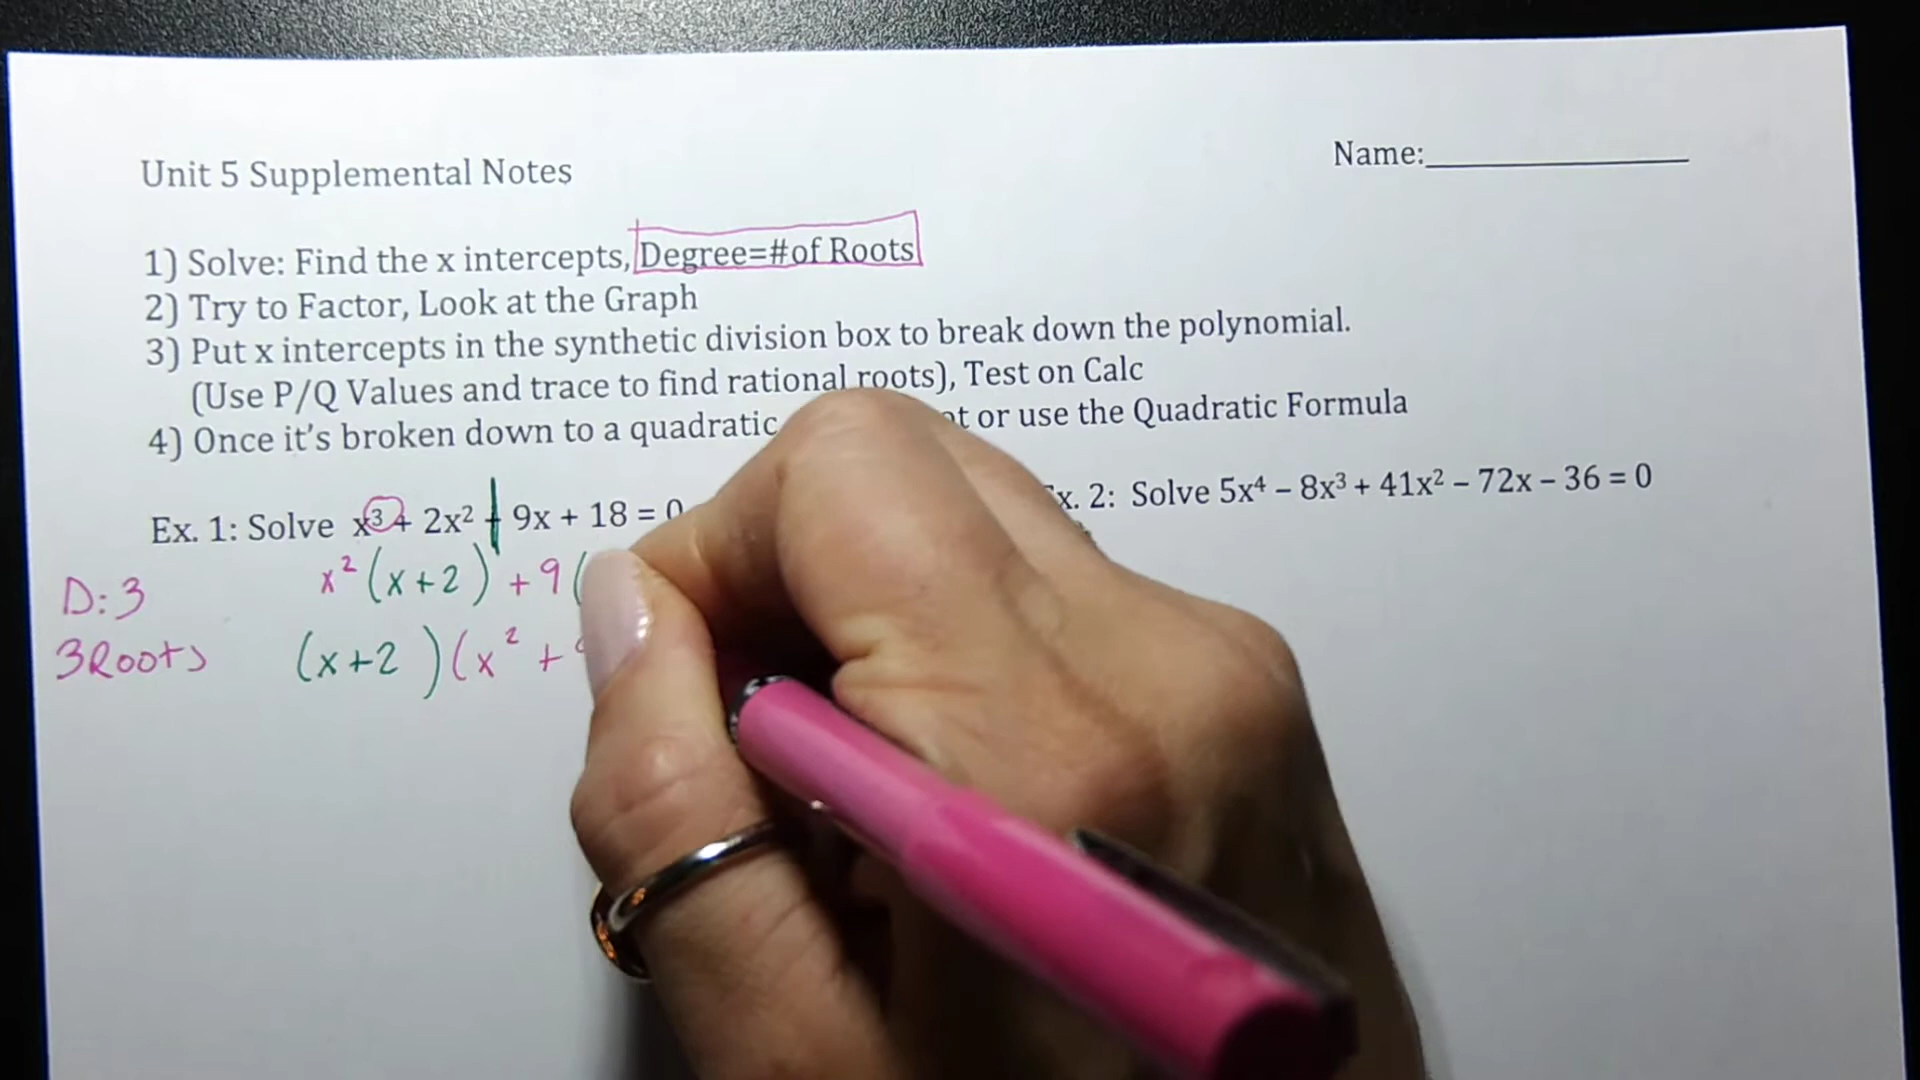 Name:
Unit 5 Supplemental Notes
1) Solve: Find the x intercepts, Degree=#of Roots
2) Try to Factor, Look at the Graph
3) Put x intercepts in the synthetic division box to break down the polynomial.
(Use P/Q Values and trace to find rational roots), Test on Calc
4) Once it's broken down to a quadratic or use the Quadratic Formula
Ex. 1: Solve x³ + 2x² + 9x + 18 = 0
x. 2: Solve 5x⁴ – 8x³ + 41x² – 72x – 36 = 0
x²(x+2) + 9(
D:3
(x+2)(x² +
3Roots